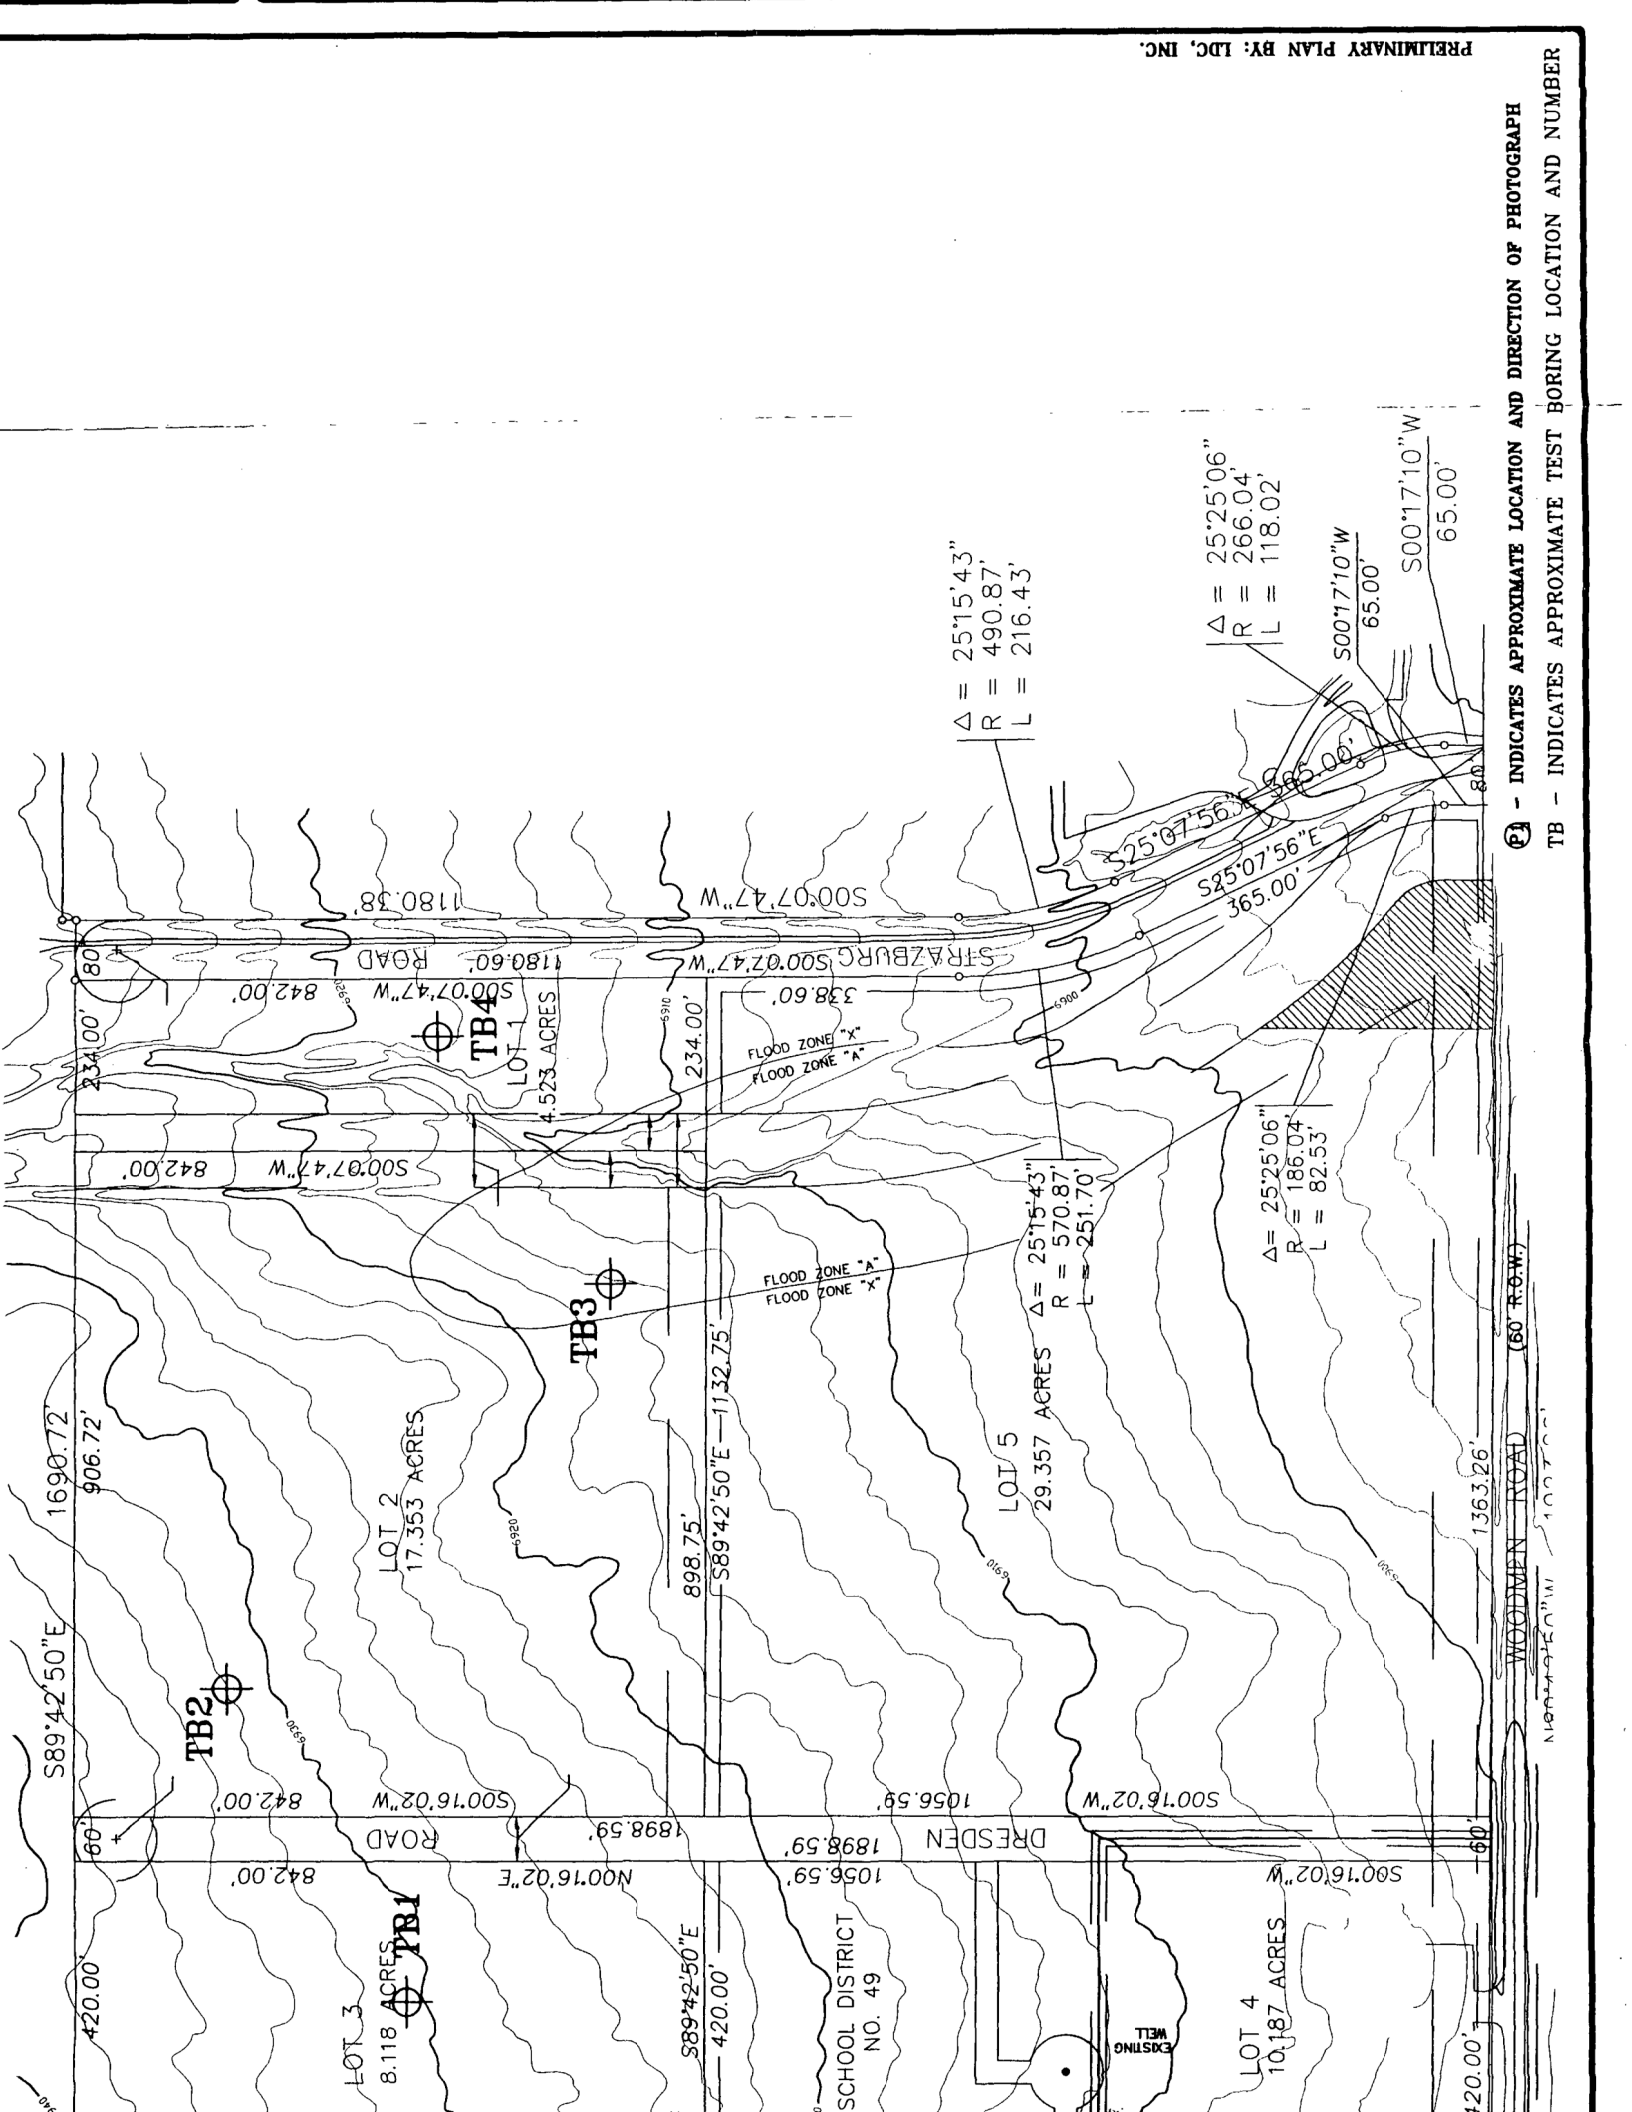 PRELIMINARY PLAN BY: LDC, INC.
P1 - INDICATES APPROXIMATE LOCATION AND DIRECTION OF PHOTOGRAPH
TB - INDICATES APPROXIMATE TEST BORING LOCATION AND NUMBER
Δ = 25°15'43"
R = 490.87'
L = 216.43'
Δ = 25°25'06"
R = 266.04'
L = 118.02'
S00°17'10"W
65.00'
S00°17'10"W
65.00'
S25°07'56"E 365.00'
S25°07'56"E
365.00'
80'
1180.38'
S00°07'47"W
STRAZBURG
ROAD
80'
1180.60'
S00°07'47"W
842.00'
S00°07'47"W
338.60'
6920
6910
6900
234.00'
TB4
LOT 1
4.523 ACRES
234.00'
FLOOD ZONE "X"
FLOOD ZONE "A"
842.00'
S00°07'47"W
FLOOD ZONE "A"
FLOOD ZONE "X"
Δ= 25°15'43"
R = 570.87'
L = 251.70'
Δ= 25°25'06"
R = 186.04'
L = 82.53'
TB3
S89°42'50"E
1690.72'
906.72'
LOT 2
17.353 ACRES
6920
898.75'
S89°42'50"E
1132.75'
LOT 5
29.357 ACRES
6910
6900
1363.26'
WOODMEN ROAD
(60' R.O.W.)
TB2
6930
842.00'
S00°16'02"W
1056.59'
S00°16'02"W
60'
ROAD
1898.59'
1898.59'
DRESDEN
60'
842.00'
N00°16'02"E
1056.59'
S00°16'02"W
TB1
420.00'
LOT 3
8.118 ACRES
S89°42'50"E
420.00'
SCHOOL DISTRICT
NO. 49
EXISTING
WELL
LOT 4
10.187 ACRES
420.00'
6940